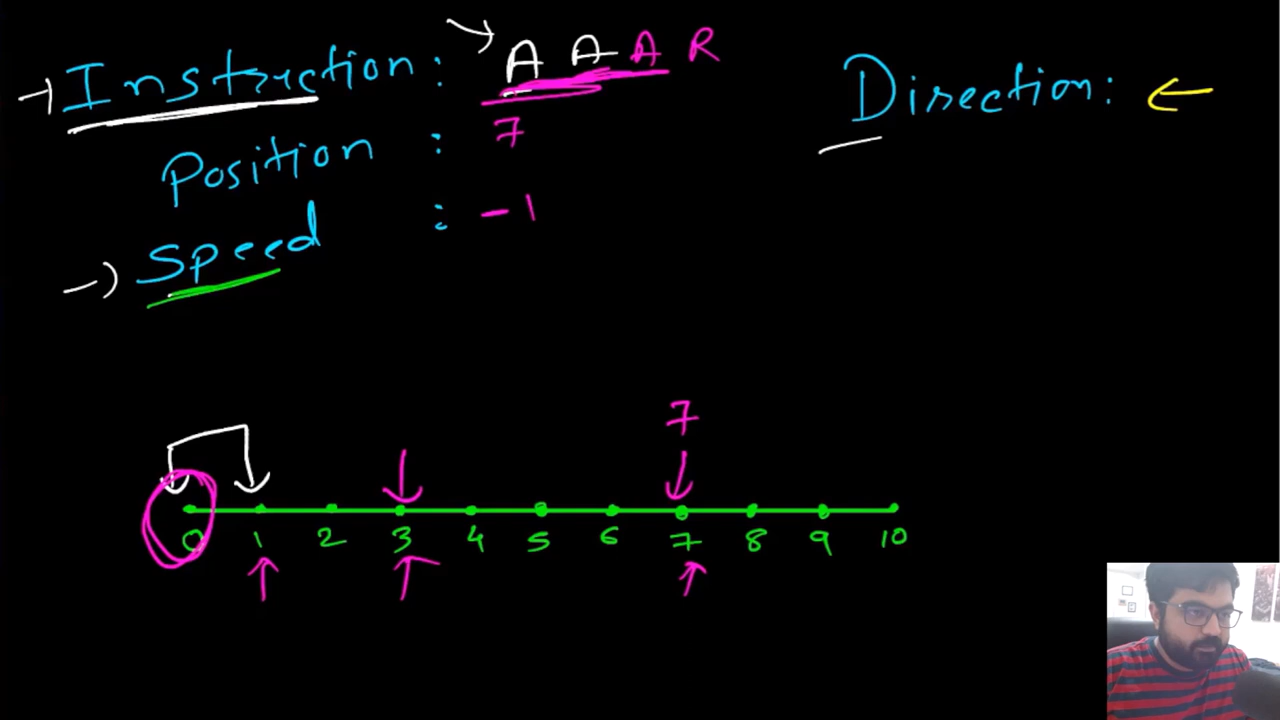 Instruction: A A A R
Direction: ←
Position : 7
Speed : -1
7
0 1 2 3 4 5 6 7 8 9 10